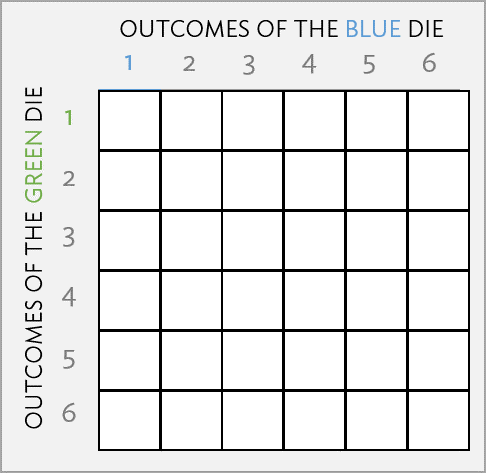 OUTCOMES OF THE BLUE DIE
1 2 3 4 5 6
OUTCOMES OF THE GREEN DIE
1
2
3
4
5
6